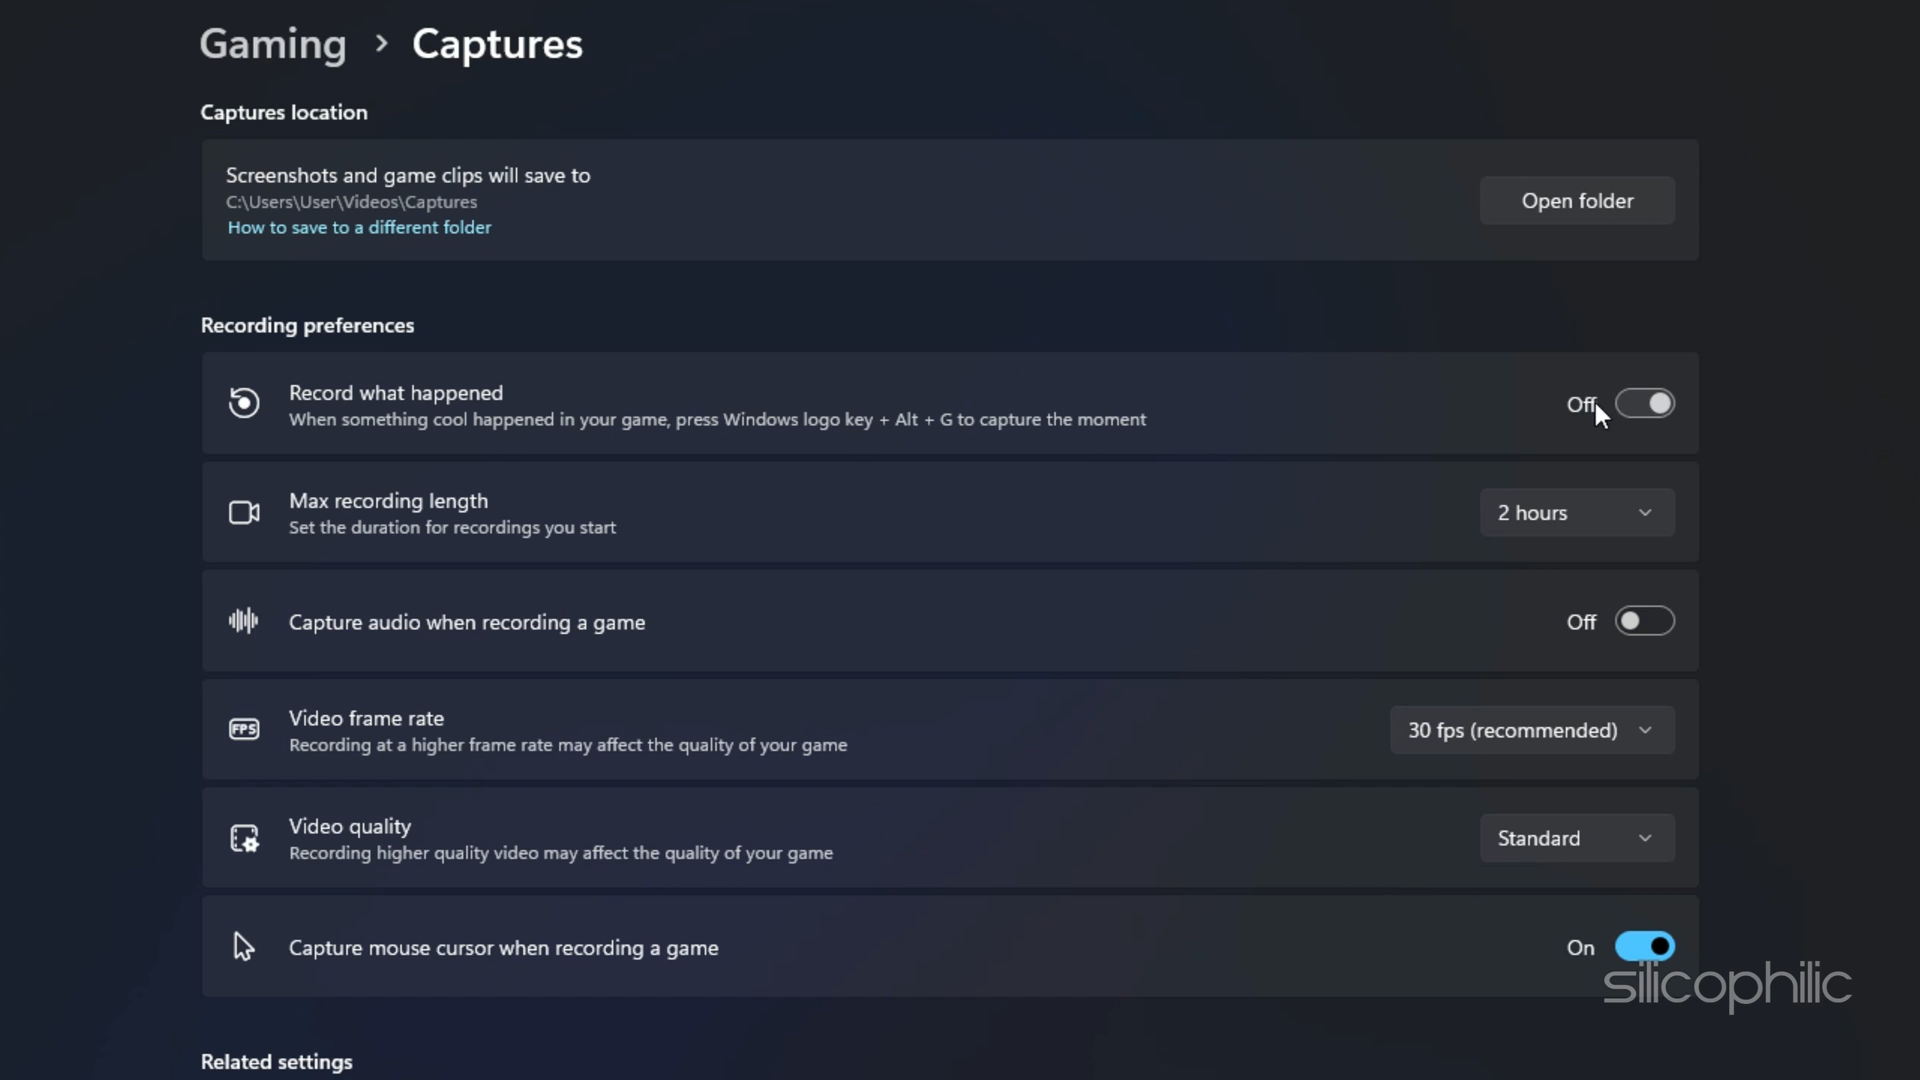 Gaming > Captures
Captures location
Screenshots and game clips will save to
C:\Users\User\Videos\Captures
How to save to a different folder
Open folder
Recording preferences
Record what happened
When something cool happened in your game, press Windows logo key + Alt + G to capture the moment
Off
Max recording length
Set the duration for recordings you start
2 hours
Capture audio when recording a game
Off
FPS
Video frame rate
Recording at a higher frame rate may affect the quality of your game
30 fps (recommended)
Video quality
Recording higher quality video may affect the quality of your game
Standard
Capture mouse cursor when recording a game
On
silicophilic
Related settings